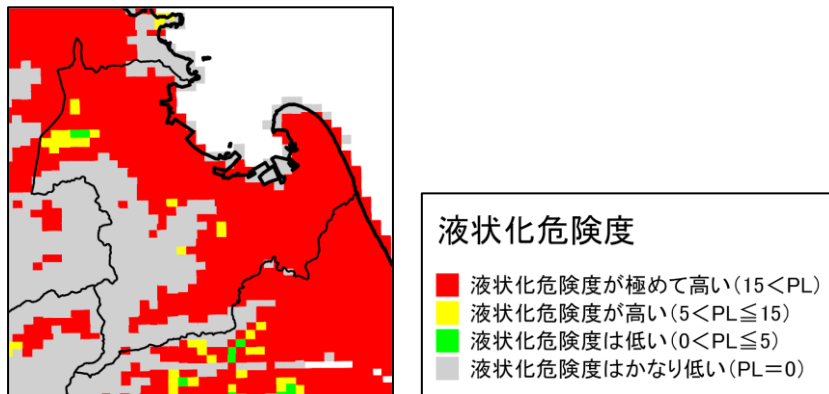 液状化危険度
液状化危険度が極めて高い(15<PL)
液状化危険度が高い(5<PL≦15)
液状化危険度は低い(0<PL≦5)
液状化危険度はかなり低い(PL=0)